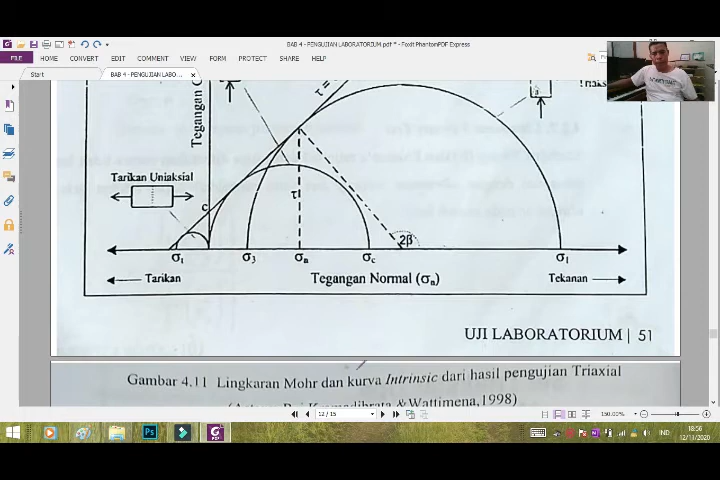 BAB 4 - PENGUJIAN LABORATORIUM pdf * - Foxit PhantomPDF Express
FILE HOME CONVERT EDIT COMMENT VIEW FORM PROTECT SHARE HELP
Start BAB 4 - PENGUJIAN LABO...
τ =
Tegangan G
Tarikan Uniaksial
c
τ
2β
σt σ3 σn σc σ1
Tarikan Tegangan Normal (σn) Tekanan
UJI LABORATORIUM | 51
Gambar 4.11 Lingkaran Mohr dan kurva Intrinsic dari hasil pengujian Triaxial
& Wattimena, 1998)
12 / 15 150.00%
IND
18:56
12/11/2020